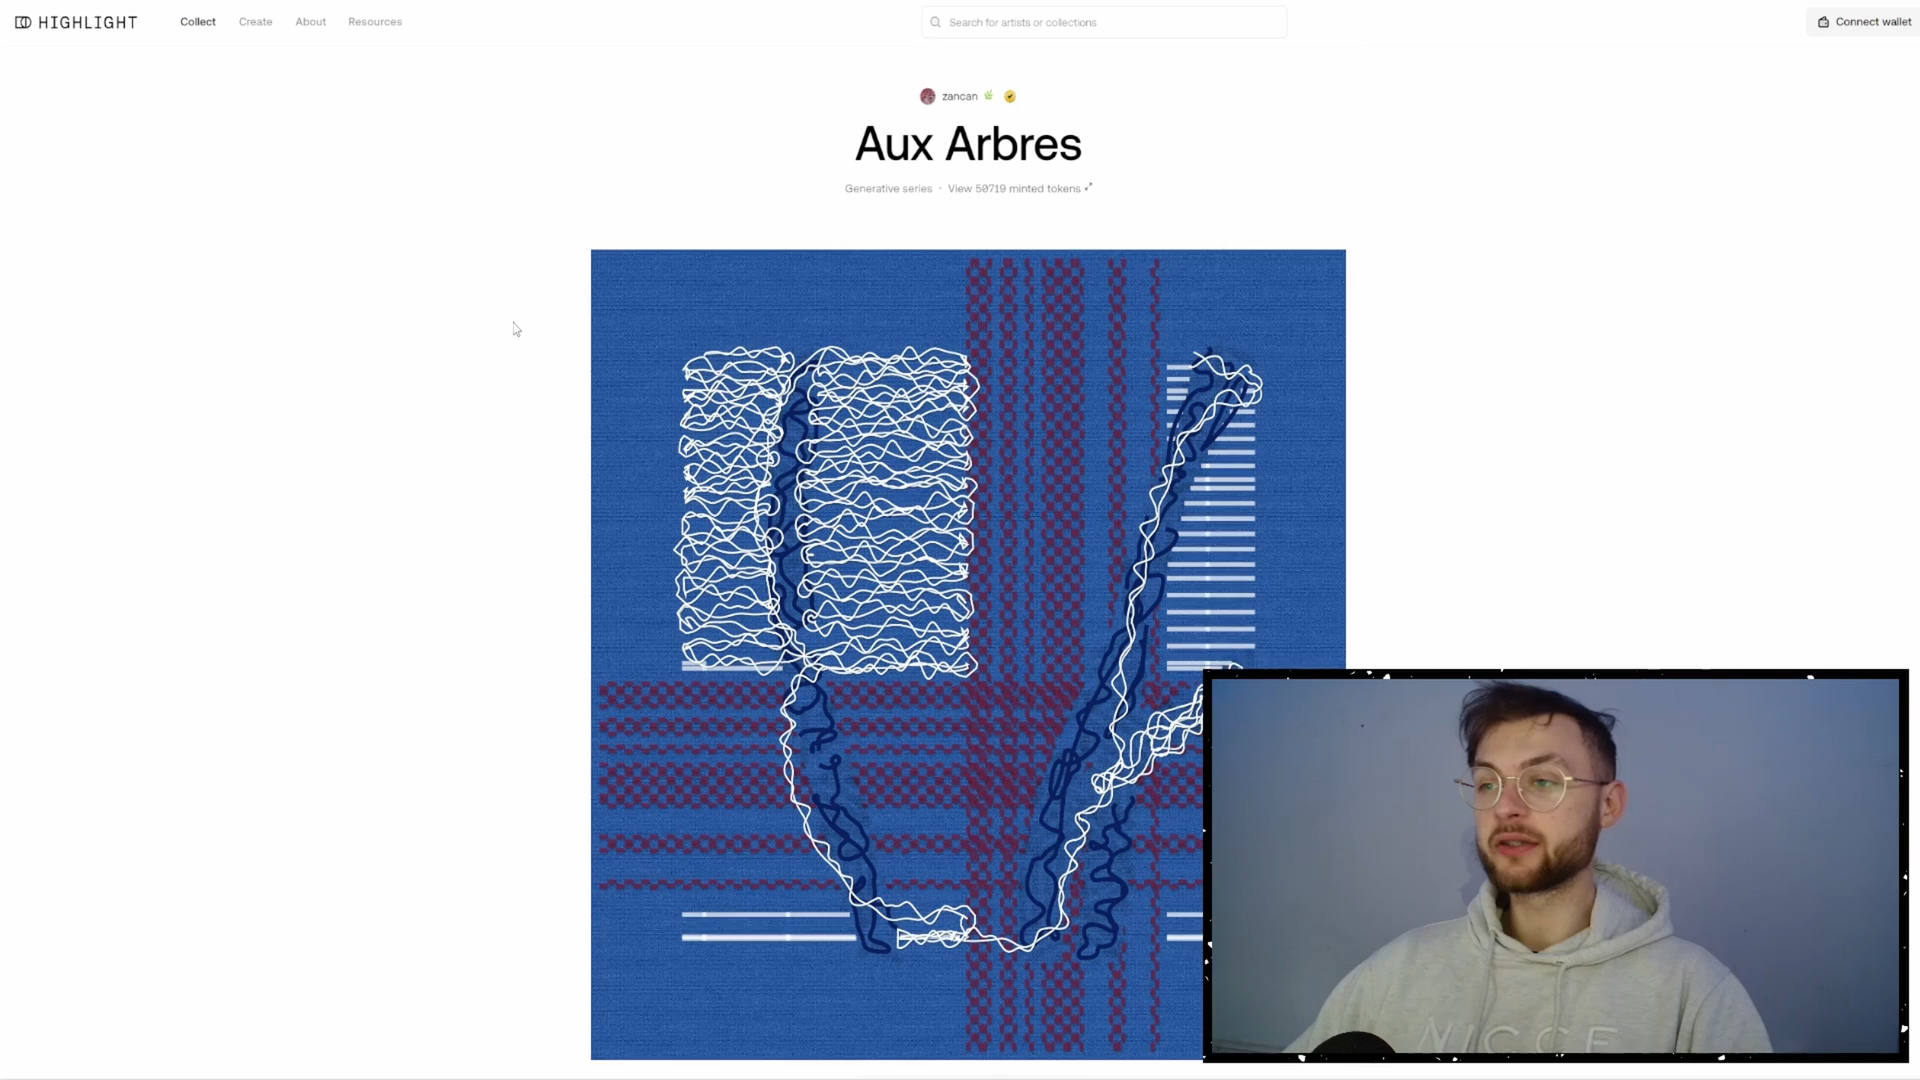 HIGHLIGHT
Collect
Create
About
Resources
Search for artists or collections
Connect wallet
zancan
Aux Arbres
Generative series · View 50719 minted tokens
NICCE